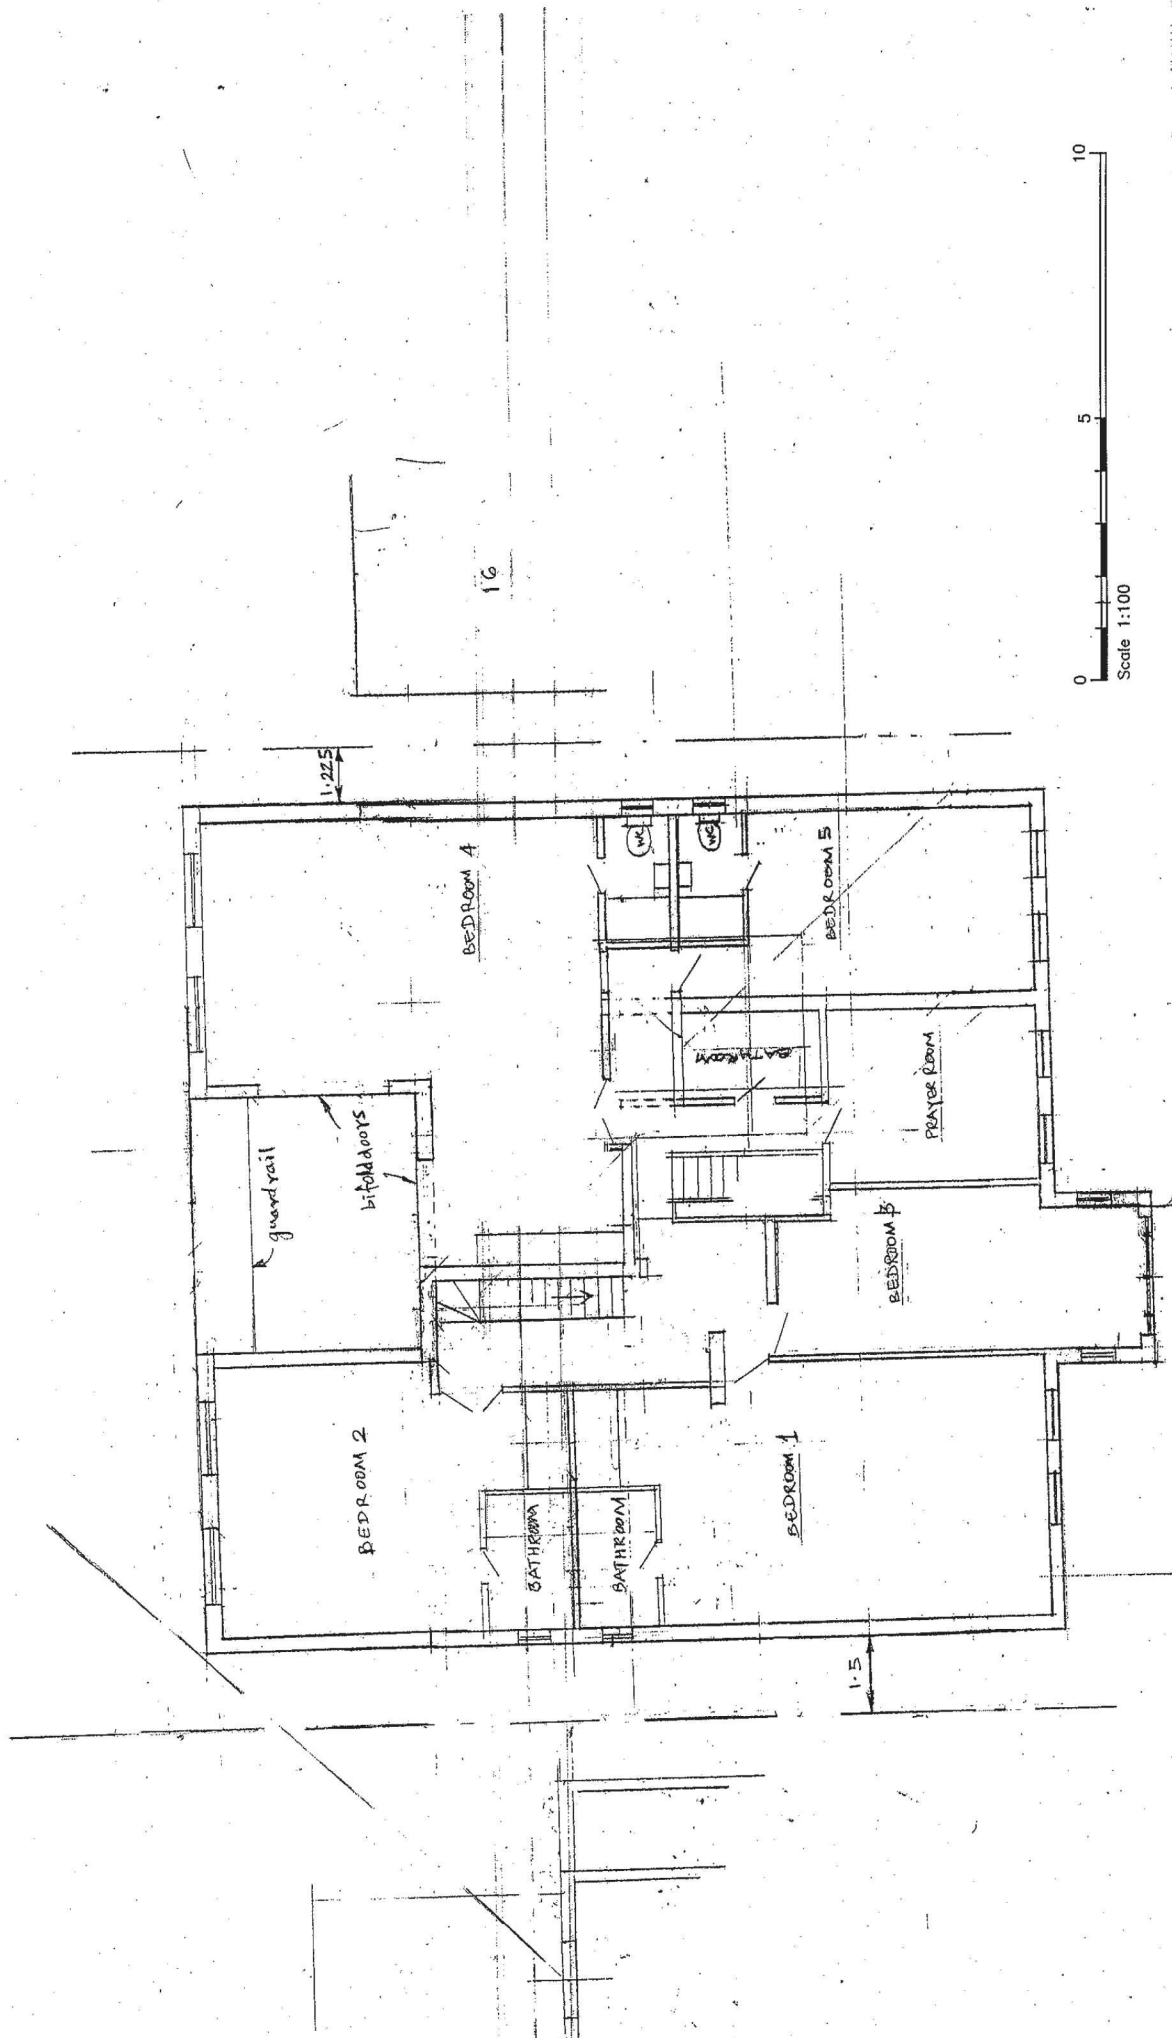 BEDROOM 2
guardrail
bifolddoors
BEDROOM 4
1.225
16
BATHROOM
BATHROOM
WC
WC
BATHROOM
BEDROOM 1
BEDROOM 3
PRAYER ROOM
BEDROOM 5
1.5
0
5
10
Scale 1:100